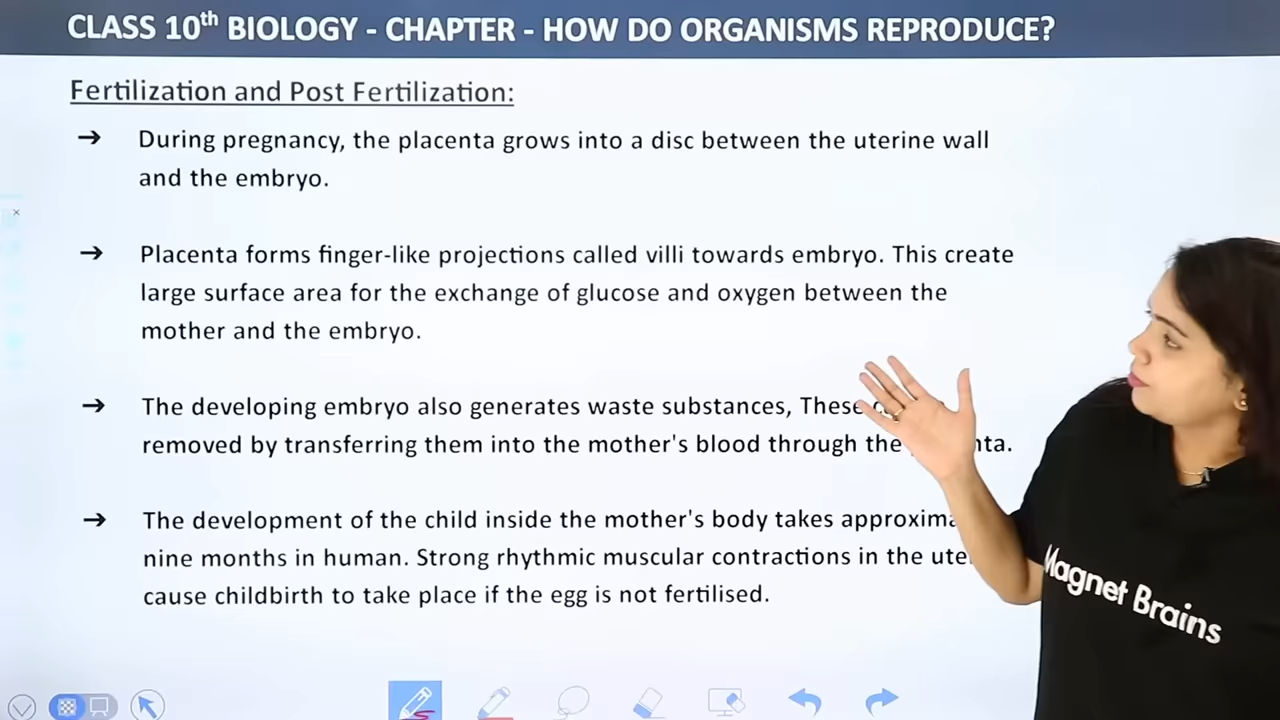 CLASS 10th BIOLOGY - CHAPTER - HOW DO ORGANISMS REPRODUCE?
Fertilization and Post Fertilization:
➔ During pregnancy, the placenta grows into a disc between the uterine wall
and the embryo.
➔ Placenta forms finger-like projections called villi towards embryo. This create
large surface area for the exchange of glucose and oxygen between the
mother and the embryo.
➔ The developing embryo also generates waste substances, These
removed by transferring them into the mother's blood through the
➔ The development of the child inside the mother's body takes
nine months in human. Strong rhythmic muscular contractions in the
cause childbirth to take place if the egg is not fertilised.
Magnet Brains